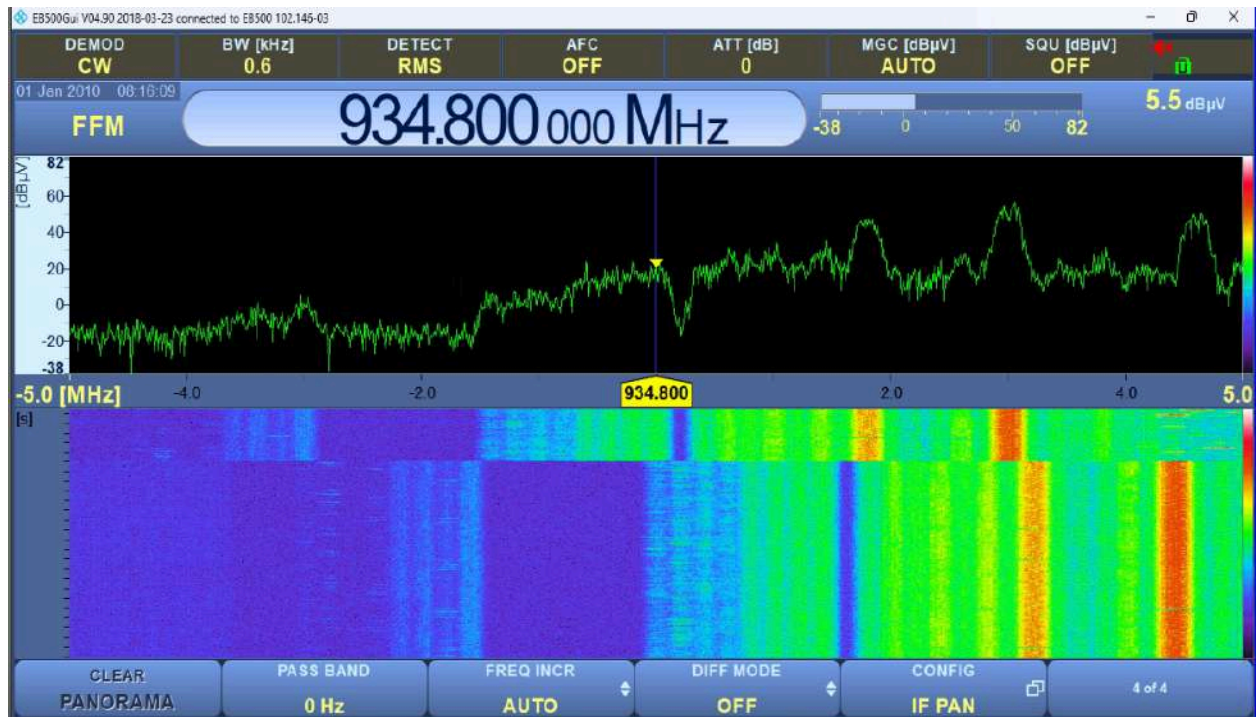 EB500Gui V04.90 2018-03-23 connected to EB500 102.146-03
DEMOD BW [kHz] DETECT AFC ATT [dB] MGC [dBµV] SQU [dBµV]
CW 0.6 RMS OFF 0 AUTO OFF
01 Jan 2010 08:16:09
FFM
934.800 000 MHz
-38 0 50 82
5.5 dBµV
[dBµV]
82
60
40
20
0
-20
-38
-5.0 [MHz] -4.0 -2.0 934.800 2.0 4.0 5.0
[s]
CLEAR PASS BAND FREQ INCR DIFF MODE CONFIG 4 of 4
PANORAMA 0 Hz AUTO OFF IF PAN